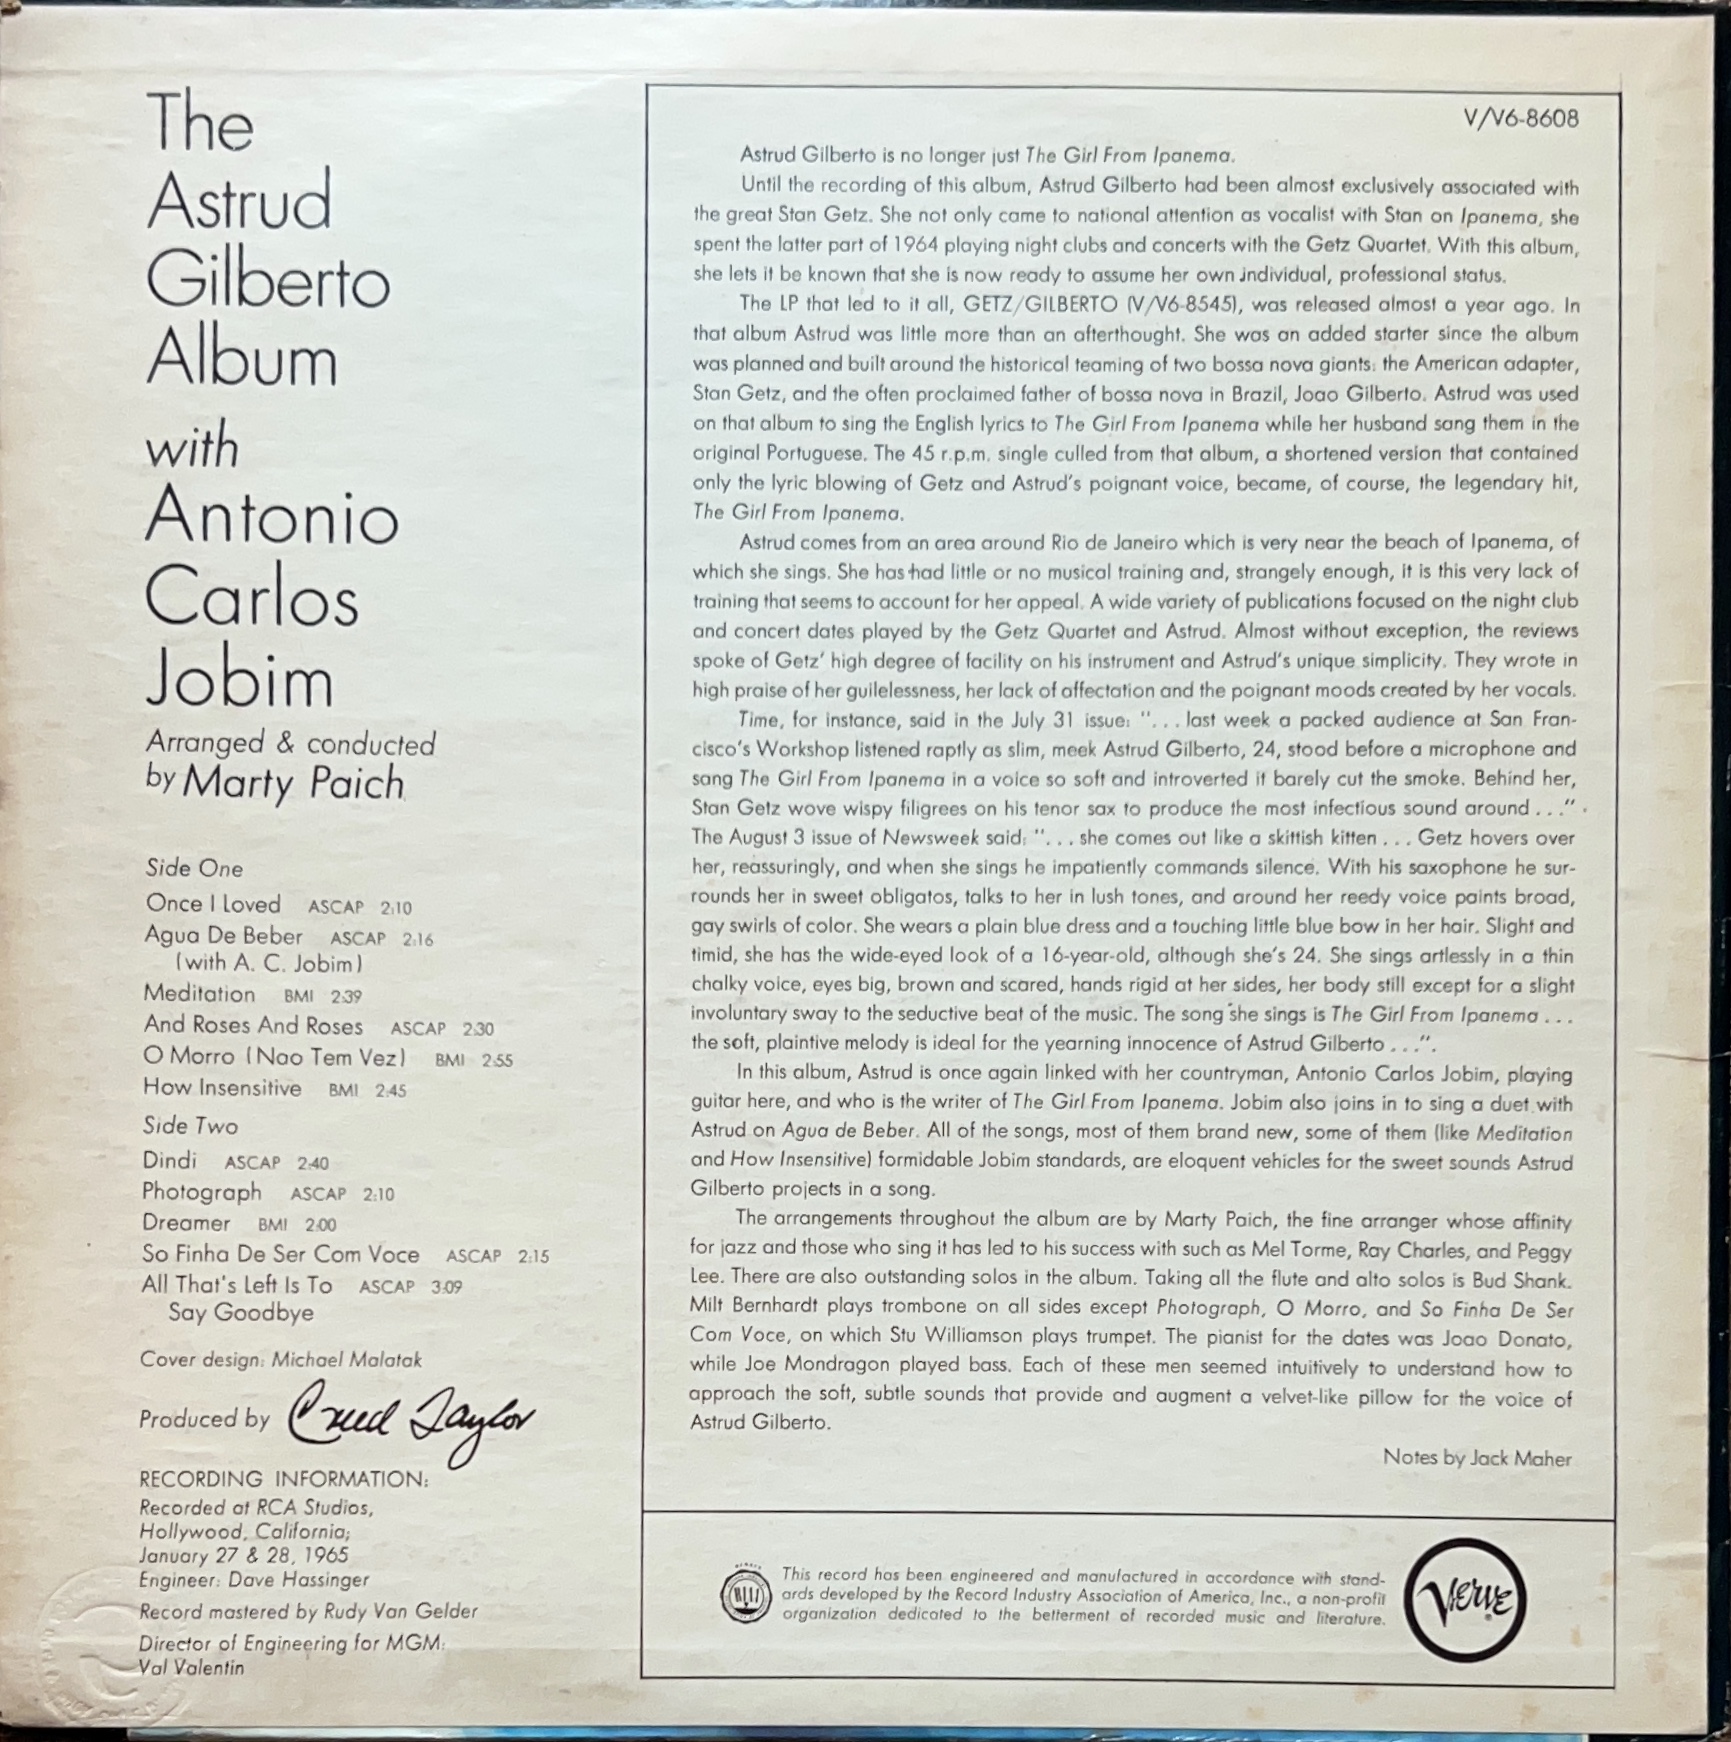 The
Astrud
Gilberto
Album
with
Antonio
Carlos
Jobim
Arranged & conducted
by Marty Paich
Side One
Once I Loved ASCAP 2:10
Agua De Beber ASCAP 2:16
(with A. C. Jobim)
Meditation BMI 2:39
And Roses And Roses ASCAP 2:30
O Morro (Nao Tem Vez) BMI 2:55
How Insensitive BMI 2:45
Side Two
Dindi ASCAP 2:40
Photograph ASCAP 2:10
Dreamer BMI 2:00
So Finha De Ser Com Voce ASCAP 2:15
All That's Left Is To ASCAP 3:09
Say Goodbye
Cover design: Michael Malatak
Produced by Creed Taylor
RECORDING INFORMATION:
Recorded at RCA Studios,
Hollywood, California;
January 27 & 28, 1965
Engineer: Dave Hassinger
Record mastered by Rudy Van Gelder
Director of Engineering for MGM:
Val Valentin
V/V6-8608
Astrud Gilberto is no longer just The Girl From Ipanema.
Until the recording of this album, Astrud Gilberto had been almost exclusively associated with
the great Stan Getz. She not only came to national attention as vocalist with Stan on Ipanema, she
spent the latter part of 1964 playing night clubs and concerts with the Getz Quartet. With this album,
she lets it be known that she is now ready to assume her own individual, professional status.
The LP that led to it all, GETZ/GILBERTO (V/V6-8545), was released almost a year ago. In
that album Astrud was little more than an afterthought. She was an added starter since the album
was planned and built around the historical teaming of two bossa nova giants: the American adapter,
Stan Getz, and the often proclaimed father of bossa nova in Brazil, Joao Gilberto. Astrud was used
on that album to sing the English lyrics to The Girl From Ipanema while her husband sang them in the
original Portuguese. The 45 r.p.m. single culled from that album, a shortened version that contained
only the lyric blowing of Getz and Astrud's poignant voice, became, of course, the legendary hit,
The Girl From Ipanema.
Astrud comes from an area around Rio de Janeiro which is very near the beach of Ipanema, of
which she sings. She has had little or no musical training and, strangely enough, it is this very lack of
training that seems to account for her appeal. A wide variety of publications focused on the night club
and concert dates played by the Getz Quartet and Astrud. Almost without exception, the reviews
spoke of Getz' high degree of facility on his instrument and Astrud's unique simplicity. They wrote in
high praise of her guilelessness, her lack of affectation and the poignant moods created by her vocals.
Time, for instance, said in the July 31 issue: "... last week a packed audience at San Fran-
cisco's Workshop listened raptly as slim, meek Astrud Gilberto, 24, stood before a microphone and
sang The Girl From Ipanema in a voice so soft and introverted it barely cut the smoke. Behind her,
Stan Getz wove wispy filigrees on his tenor sax to produce the most infectious sound around ..."
The August 3 issue of Newsweek said: "... she comes out like a skittish kitten ... Getz hovers over
her, reassuringly, and when she sings he impatiently commands silence. With his saxophone he sur-
rounds her in sweet obligatos, talks to her in lush tones, and around her reedy voice paints broad,
gay swirls of color. She wears a plain blue dress and a touching little blue bow in her hair. Slight and
timid, she has the wide-eyed look of a 16-year-old, although she's 24. She sings artlessly in a thin
chalky voice, eyes big, brown and scared, hands rigid at her sides, her body still except for a slight
involuntary sway to the seductive beat of the music. The song she sings is The Girl From Ipanema ...
the soft, plaintive melody is ideal for the yearning innocence of Astrud Gilberto ...".
In this album, Astrud is once again linked with her countryman, Antonio Carlos Jobim, playing
guitar here, and who is the writer of The Girl From Ipanema. Jobim also joins in to sing a duet with
Astrud on Agua de Beber. All of the songs, most of them brand new, some of them (like Meditation
and How Insensitive) formidable Jobim standards, are eloquent vehicles for the sweet sounds Astrud
Gilberto projects in a song.
The arrangements throughout the album are by Marty Paich, the fine arranger whose affinity
for jazz and those who sing it has led to his success with such as Mel Torme, Ray Charles, and Peggy
Lee. There are also outstanding solos in the album. Taking all the flute and alto solos is Bud Shank.
Milt Bernhardt plays trombone on all sides except Photograph, O Morro, and So Finha De Ser
Com Voce, on which Stu Williamson plays trumpet. The pianist for the dates was Joao Donato,
while Joe Mondragon played bass. Each of these men seemed intuitively to understand how to
approach the soft, subtle sounds that provide and augment a velvet-like pillow for the voice of
Astrud Gilberto.
Notes by Jack Maher
This record has been engineered and manufactured in accordance with stand-
ards developed by the Record Industry Association of America, Inc., a non-profit
organization dedicated to the betterment of recorded music and literature.
VERVE